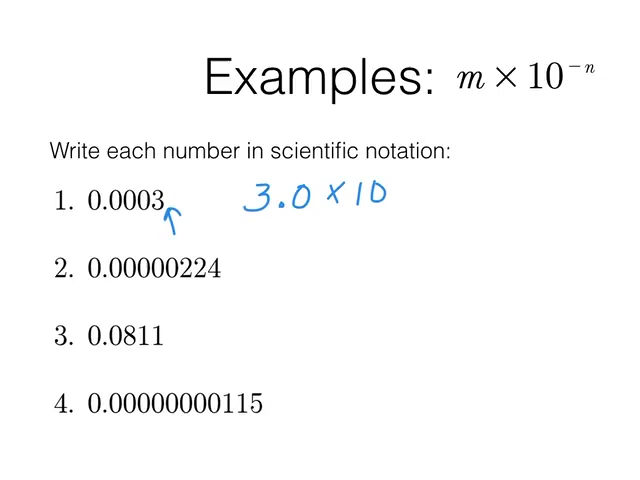 Examples: m × 10⁻ⁿ
Write each number in scientific notation:
1. 0.0003 3.0 × 10
2. 0.00000224
3. 0.0811
4. 0.00000000115